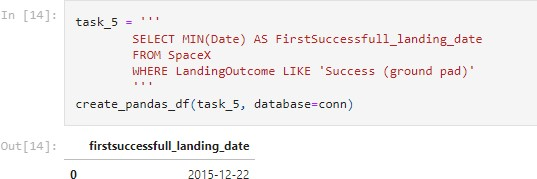 In [14]: task_5 = '''
SELECT MIN(Date) AS FirstSuccessfull_landing_date
FROM SpaceX
WHERE LandingOutcome LIKE 'Success (ground pad)'
'''
create_pandas_df(task_5, database=conn)
Out[14]:
firstsuccessfull_landing_date
0 2015-12-22